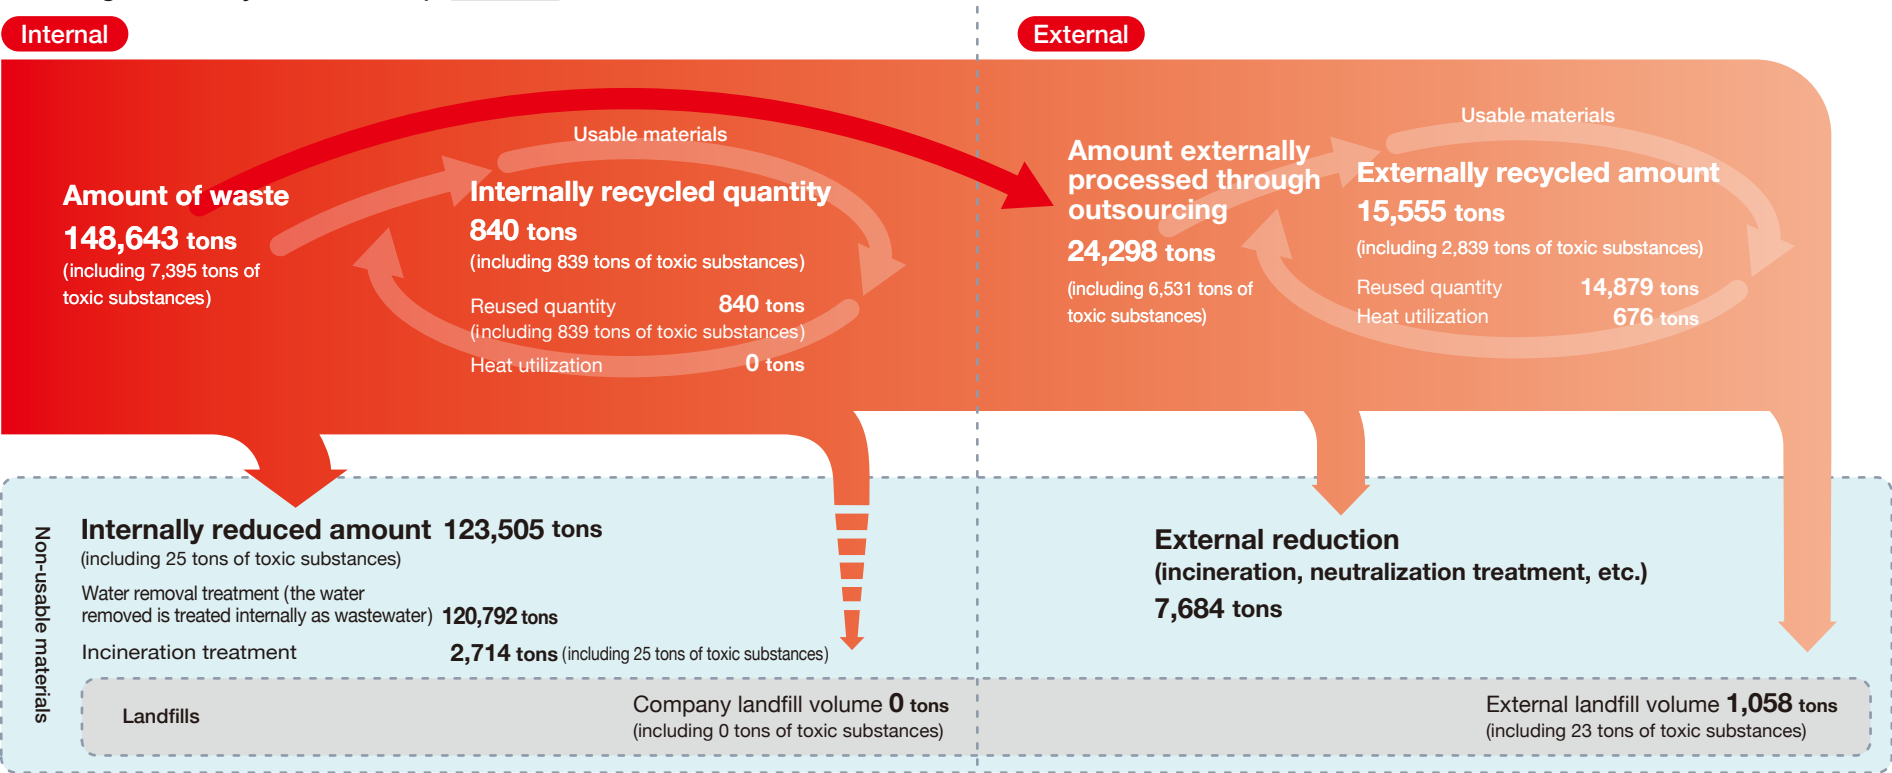 Internal
External
Usable materials
Amount of waste
148,643 tons
(including 7,395 tons of
toxic substances)
Internally recycled quantity
840 tons
(including 839 tons of toxic substances)
Reused quantity 840 tons
(including 839 tons of toxic substances)
Heat utilization 0 tons
Amount externally
processed through
outsourcing
24,298 tons
(including 6,531 tons of
toxic substances)
Usable materials
Externally recycled amount
15,555 tons
(including 2,839 tons of toxic substances)
Reused quantity 14,879 tons
Heat utilization 676 tons
Non-usable materials
Internally reduced amount 123,505 tons
(including 25 tons of toxic substances)
Water removal treatment (the water
removed is treated internally as wastewater) 120,792 tons
Incineration treatment 2,714 tons (including 25 tons of toxic substances)
External reduction
(incineration, neutralization treatment, etc.)
7,684 tons
Landfills
Company landfill volume 0 tons
(including 0 tons of toxic substances)
External landfill volume 1,058 tons
(including 23 tons of toxic substances)